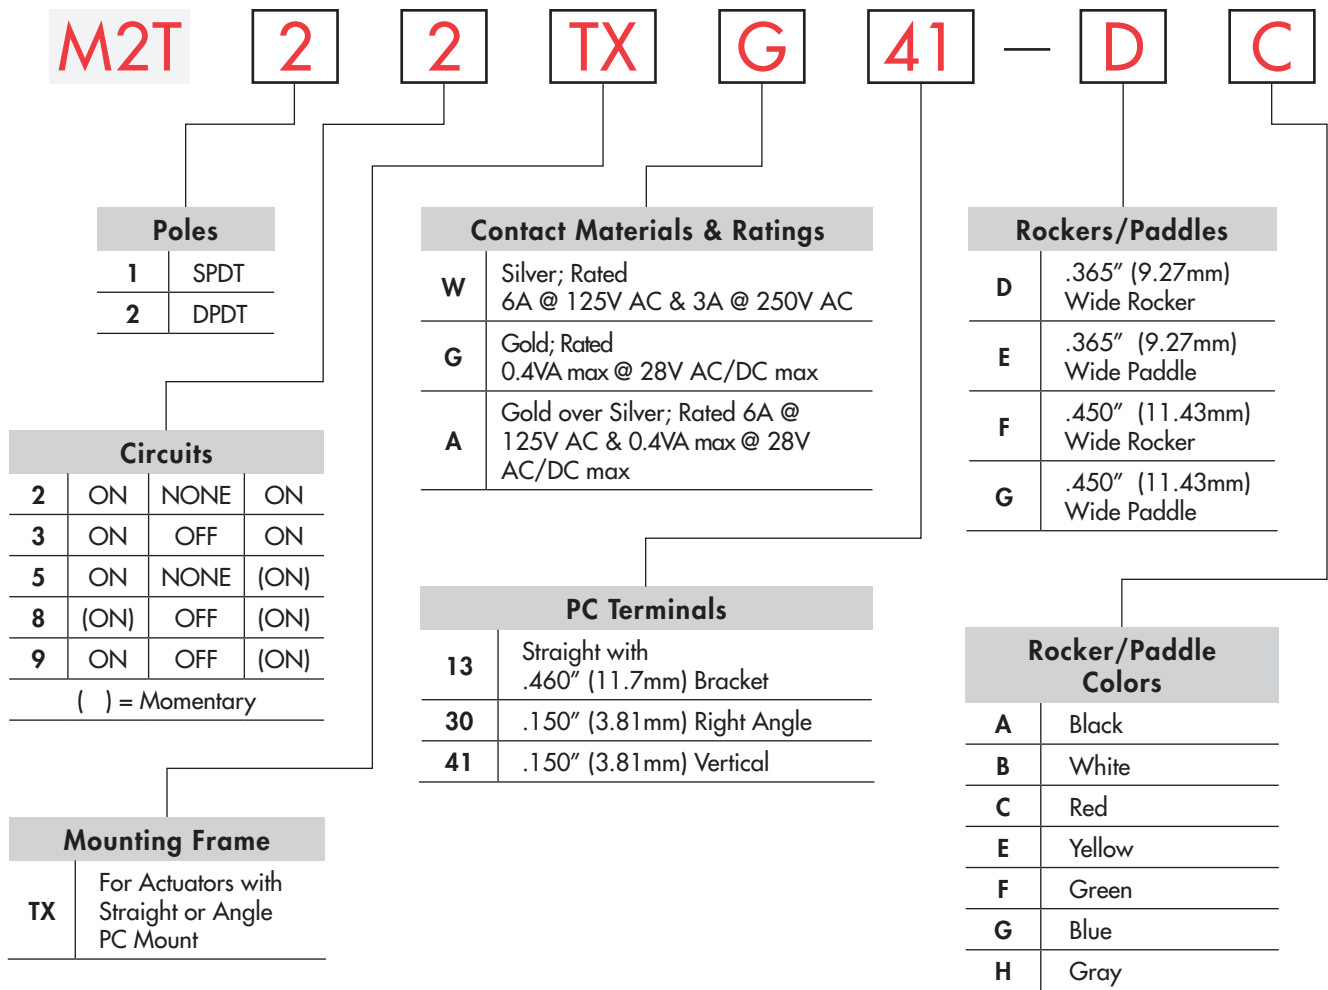 M2T 2 2 TX G 41 — D C
Poles
1 SPDT
2 DPDT
Circuits
2 ON NONE ON
3 ON OFF ON
5 ON NONE (ON)
8 (ON) OFF (ON)
9 ON OFF (ON)
( ) = Momentary
Mounting Frame
TX
For Actuators with
Straight or Angle
PC Mount
Contact Materials & Ratings
W
Silver; Rated
6A @ 125V AC & 3A @ 250V AC
G
Gold; Rated
0.4VA max @ 28V AC/DC max
A
Gold over Silver; Rated 6A @
125V AC & 0.4VA max @ 28V
AC/DC max
PC Terminals
13
Straight with
.460” (11.7mm) Bracket
30 .150” (3.81mm) Right Angle
41 .150” (3.81mm) Vertical
Rockers/Paddles
D
.365” (9.27mm)
Wide Rocker
E
.365” (9.27mm)
Wide Paddle
F
.450” (11.43mm)
Wide Rocker
G
.450” (11.43mm)
Wide Paddle
Rocker/Paddle
Colors
A Black
B White
C Red
E Yellow
F Green
G Blue
H Gray